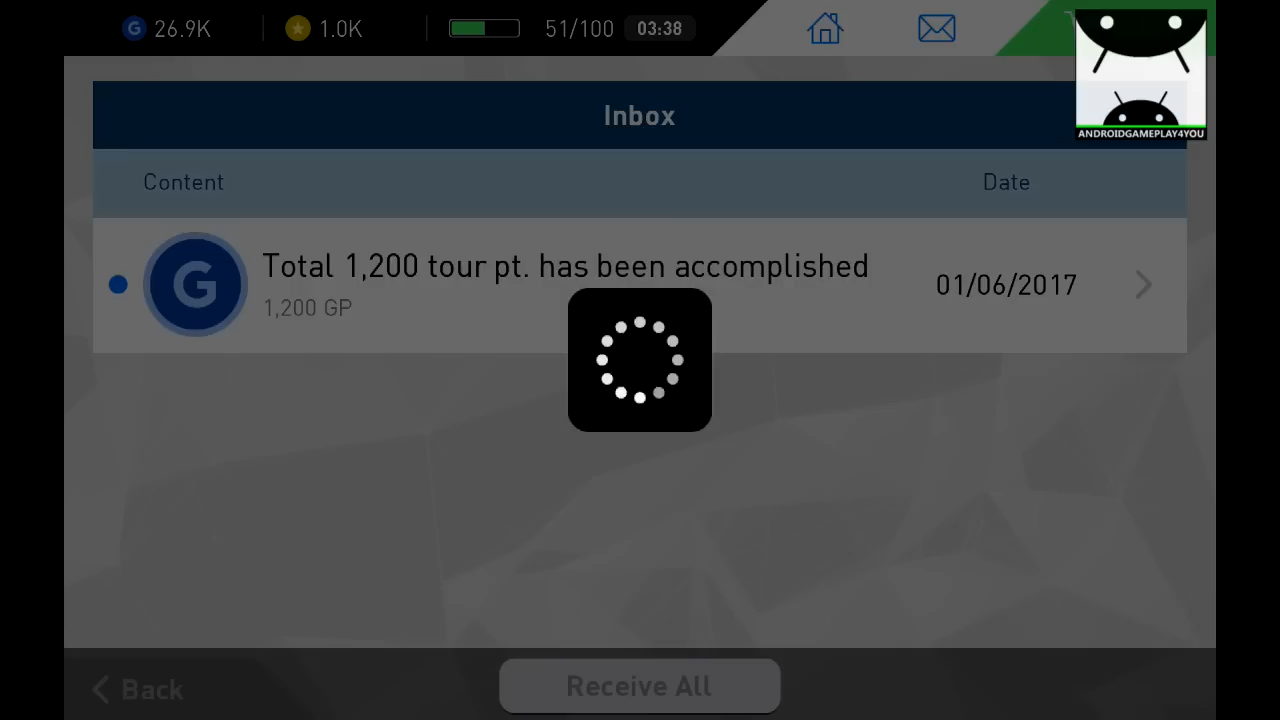 G 26.9K
1.0K
51/100
03:38
ANDROIDGAMEPLAY4YOU
Inbox
Content
Date
G
Total 1,200 tour pt. has been accomplished
1,200 GP
01/06/2017
Back
Receive All